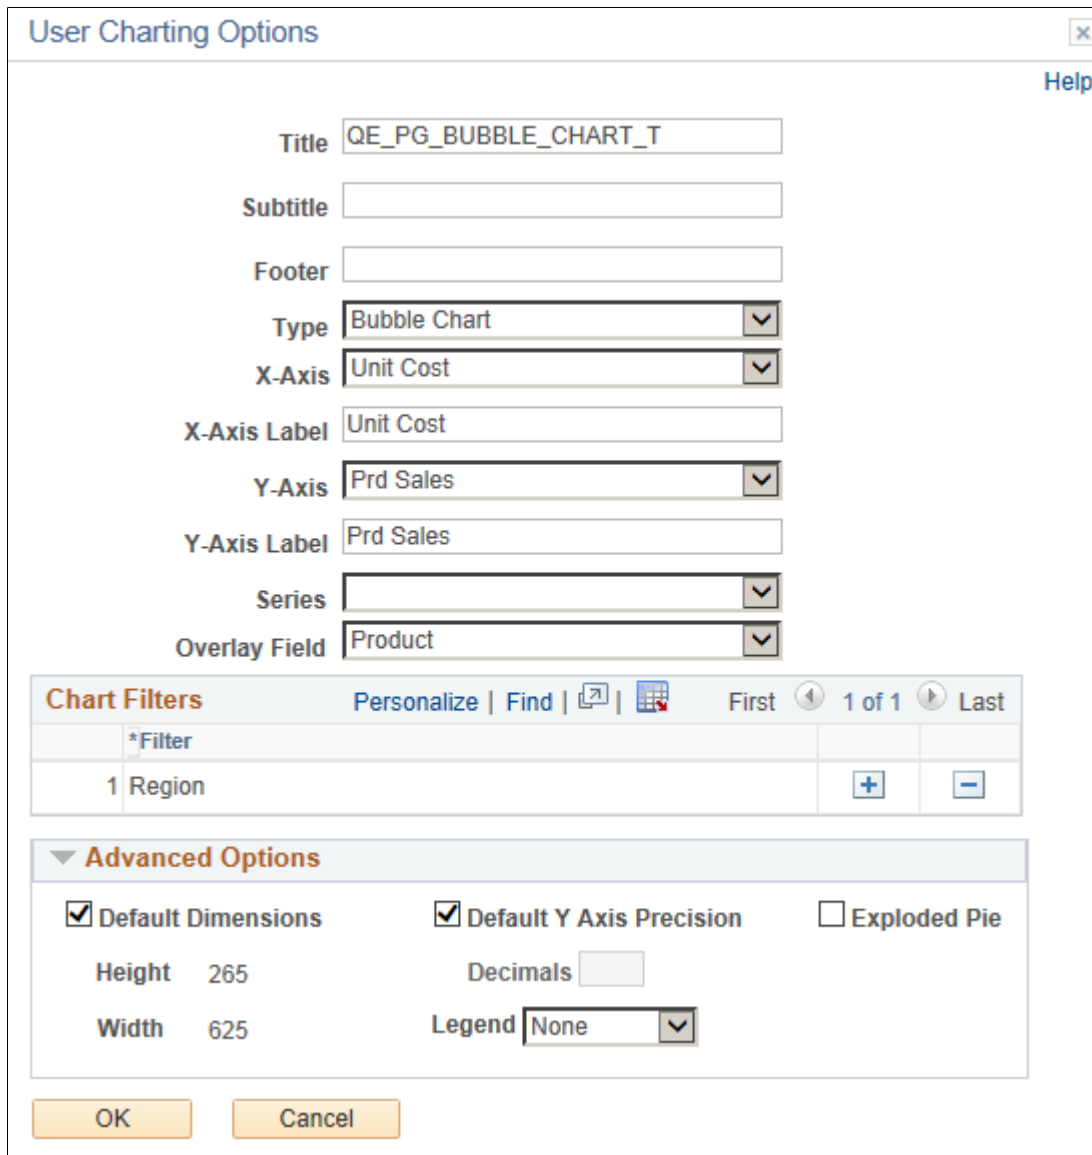 User Charting Options
Help
Title QE_PG_BUBBLE_CHART_T
Subtitle
Footer
Type Bubble Chart
X-Axis Unit Cost
X-Axis Label Unit Cost
Y-Axis Prd Sales
Y-Axis Label Prd Sales
Series
Overlay Field Product
Chart Filters Personalize | Find | | First 1 of 1 Last
*Filter
1 Region
Advanced Options
Default Dimensions Default Y Axis Precision Exploded Pie
Height 265 Decimals
Width 625 Legend None
OK Cancel